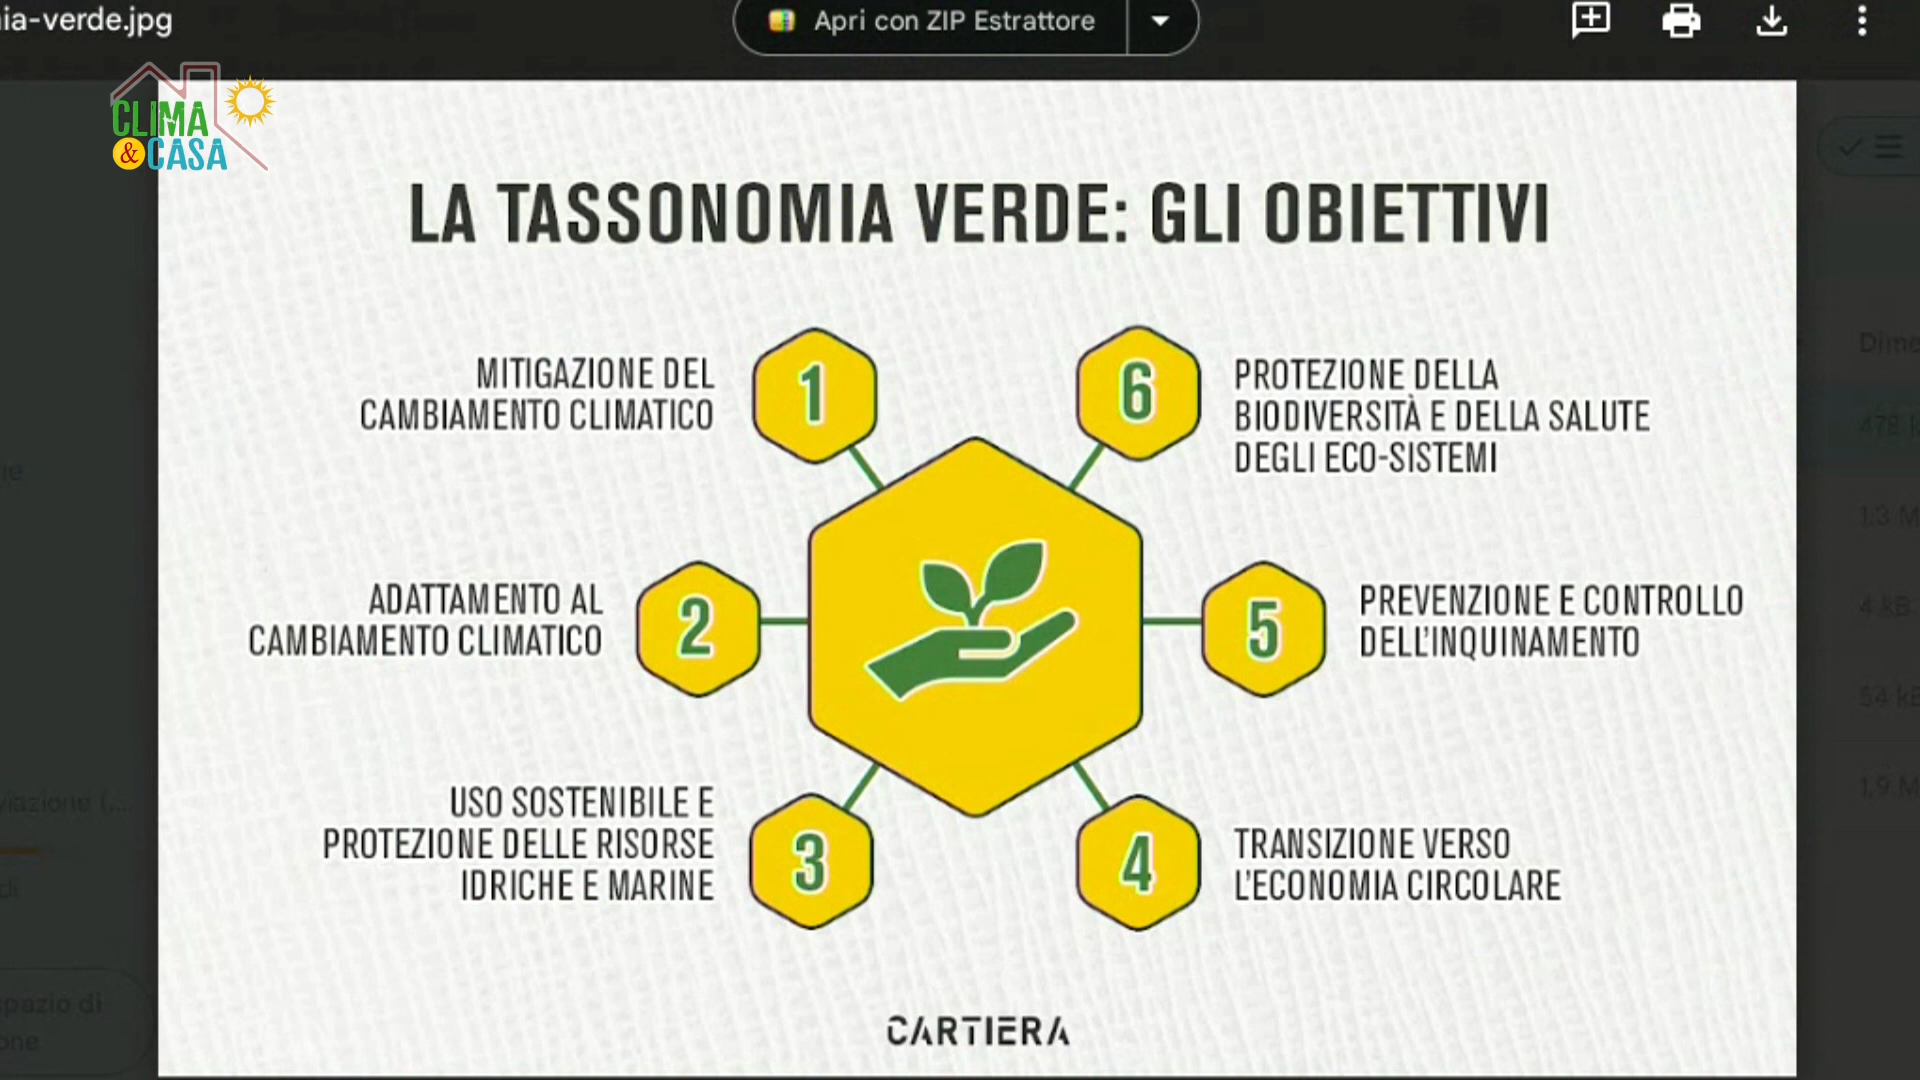 ia-verde.jpg
Apri con ZIP Estrattore
CLIMA
& CASA
LA TASSONOMIA VERDE: GLI OBIETTIVI
1
MITIGAZIONE DEL
CAMBIAMENTO CLIMATICO
2
ADATTAMENTO AL
CAMBIAMENTO CLIMATICO
3
USO SOSTENIBILE E
PROTEZIONE DELLE RISORSE
IDRICHE E MARINE
4
TRANSIZIONE VERSO
L'ECONOMIA CIRCOLARE
5
PREVENZIONE E CONTROLLO
DELL'INQUINAMENTO
6
PROTEZIONE DELLA
BIODIVERSITÀ E DELLA SALUTE
DEGLI ECO-SISTEMI
CARTIERA